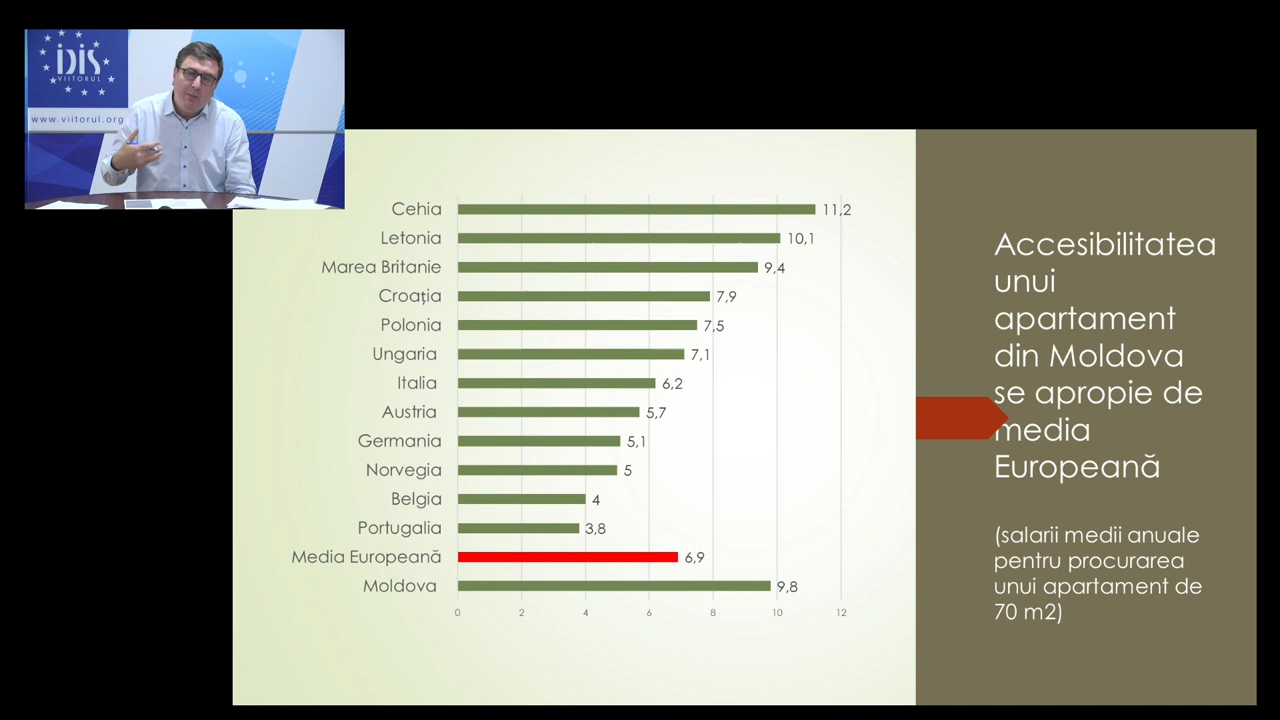 IDIS
VIITORUL
www.viitorul.org
Cehia 11,2
Letonia 10,1
Marea Britanie 9,4
Croația 7,9
Polonia 7,5
Ungaria 7,1
Italia 6,2
Austria 5,7
Germania 5,1
Norvegia 5
Belgia 4
Portugalia 3,8
Media Europeană 6,9
Moldova 9,8
0 2 4 6 8 10 12
Accesibilitatea
unui
apartament
din Moldova
se apropie de
media
Europeană
(salarii medii anuale
pentru procurarea
unui apartament de
70 m2)